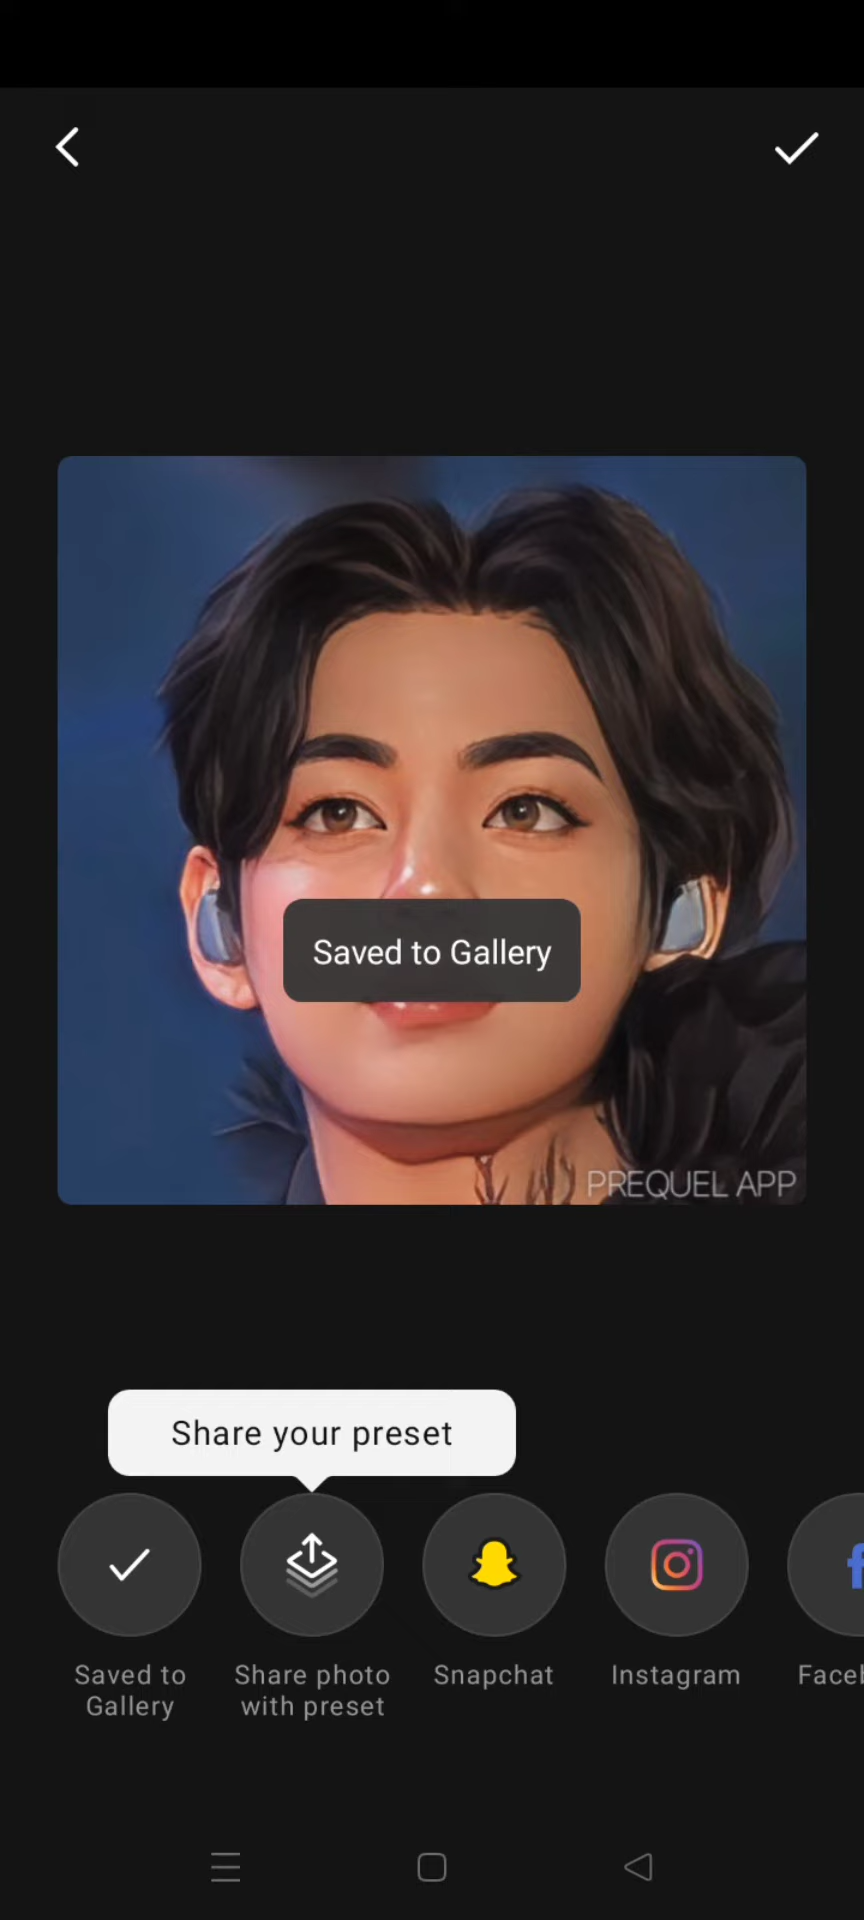 Saved to Gallery
PREQUEL APP
Share your preset
Saved to
Gallery
Share photo
with preset
Snapchat
Instagram